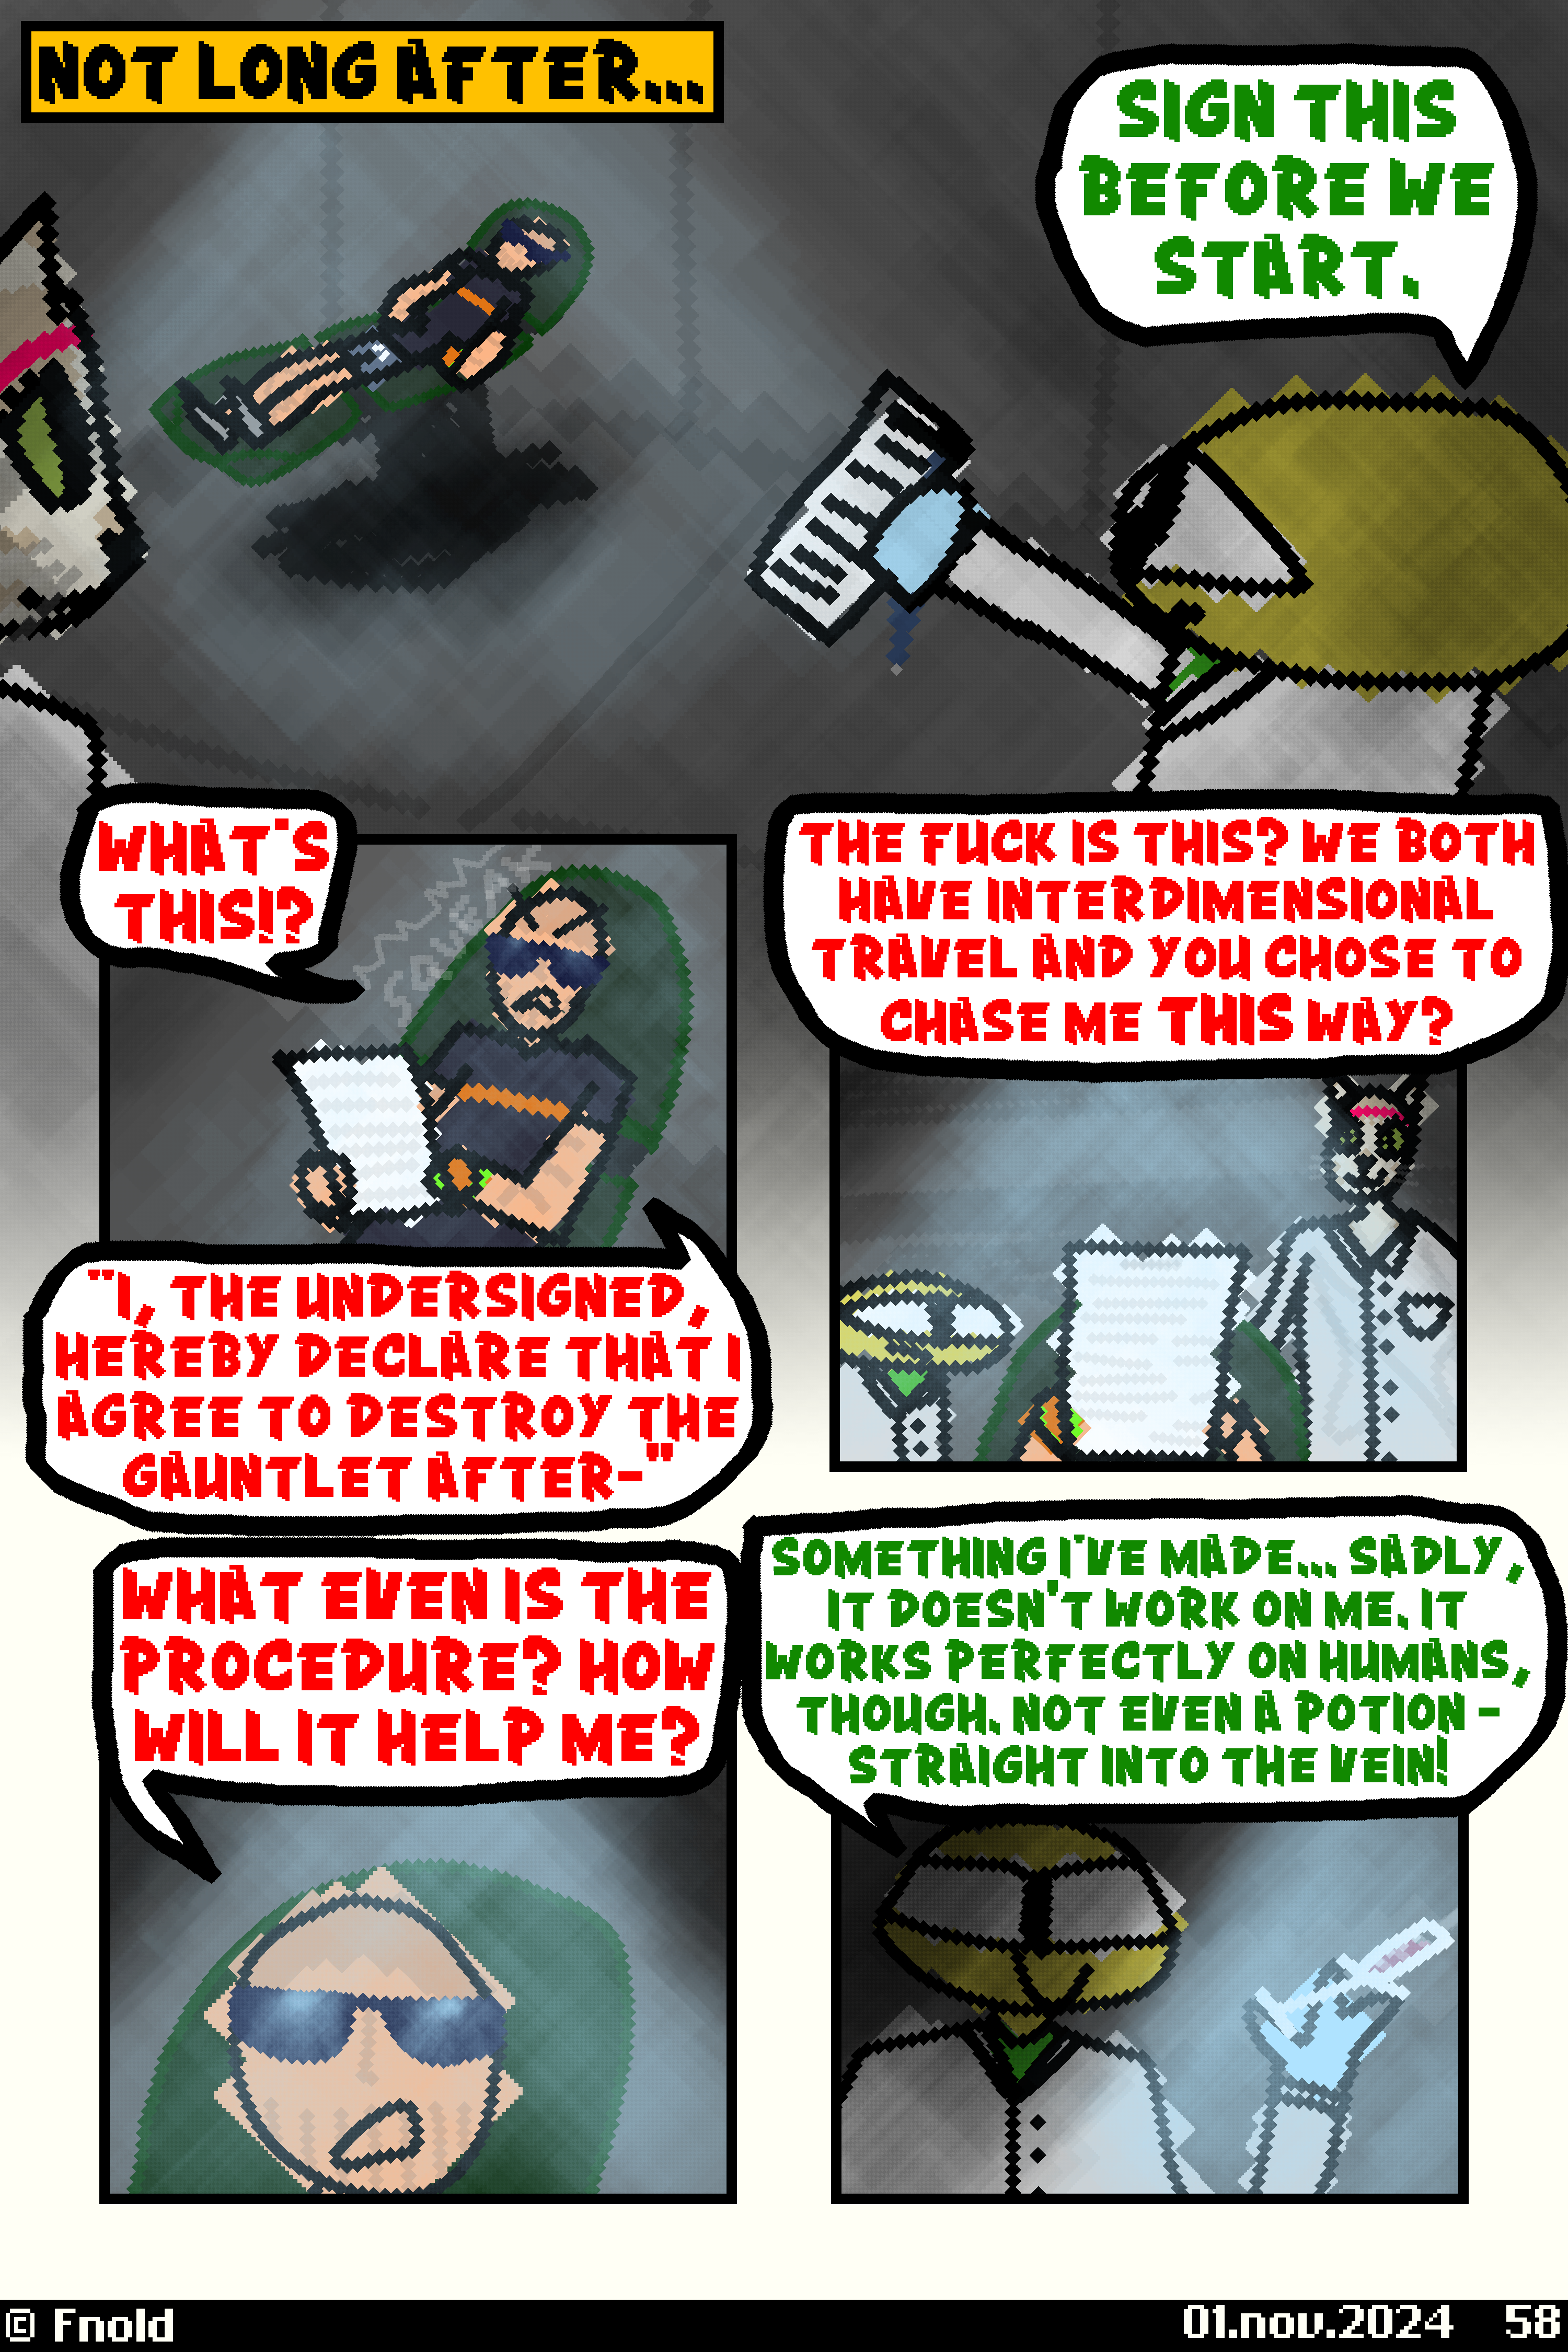 NOT LONG AFTER...
SIGN THIS
BEFORE WE
START.
WHAT'S
THIS!?
SQUEAK
"I, THE UNDERSIGNED,
HEREBY DECLARE THAT I
AGREE TO DESTROY THE
GAUNTLET AFTER-"
THE FUCK IS THIS? WE BOTH
HAVE INTERDIMENSIONAL
TRAVEL AND YOU CHOSE TO
CHASE ME THIS WAY?
WHAT EVEN IS THE
PROCEDURE? HOW
WILL IT HELP ME?
SOMETHING I'VE MADE... SADLY,
IT DOESN'T WORK ON ME. IT
WORKS PERFECTLY ON HUMANS,
THOUGH. NOT EVEN A POTION -
STRAIGHT INTO THE VEIN!
© Fnold
01.nov.2024 58